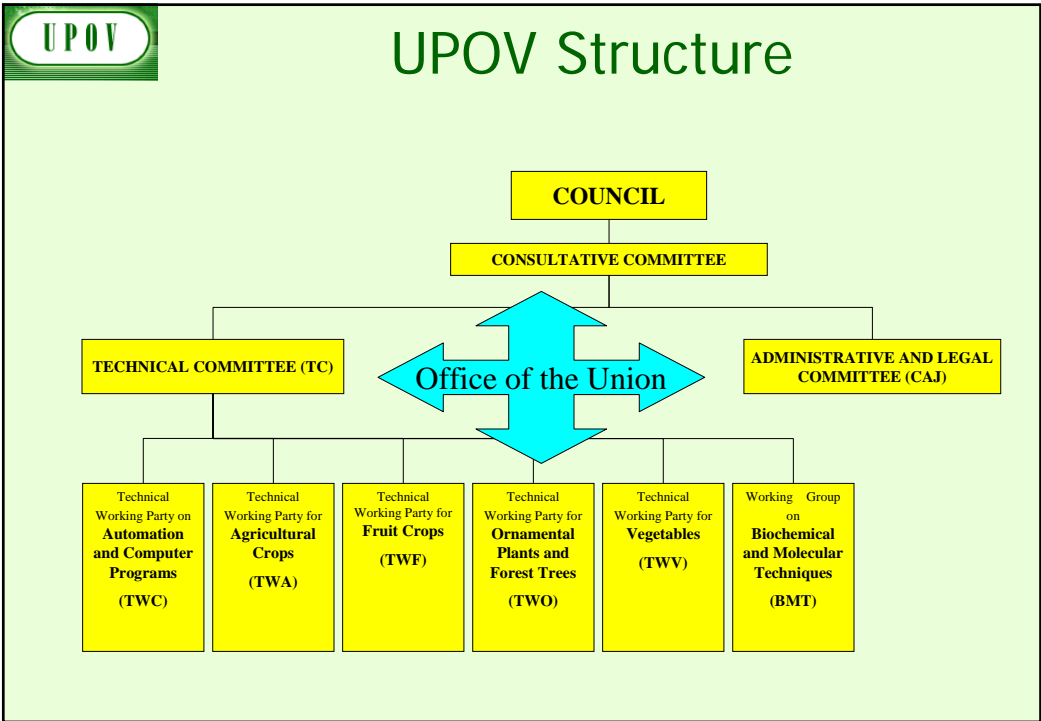 UPOV
UPOV Structure
COUNCIL
CONSULTATIVE COMMITTEE
TECHNICAL COMMITTEE (TC)
Office of the Union
ADMINISTRATIVE AND LEGAL
COMMITTEE (CAJ)
Technical
Working Party on
Automation
and Computer
Programs
(TWC)
Technical
Working Party for
Agricultural
Crops
(TWA)
Technical
Working Party for
Fruit Crops
(TWF)
Technical
Working Party for
Ornamental
Plants and
Forest Trees
(TWO)
Technical
Working Party for
Vegetables
(TWV)
Working Group
on
Biochemical
and Molecular
Techniques
(BMT)